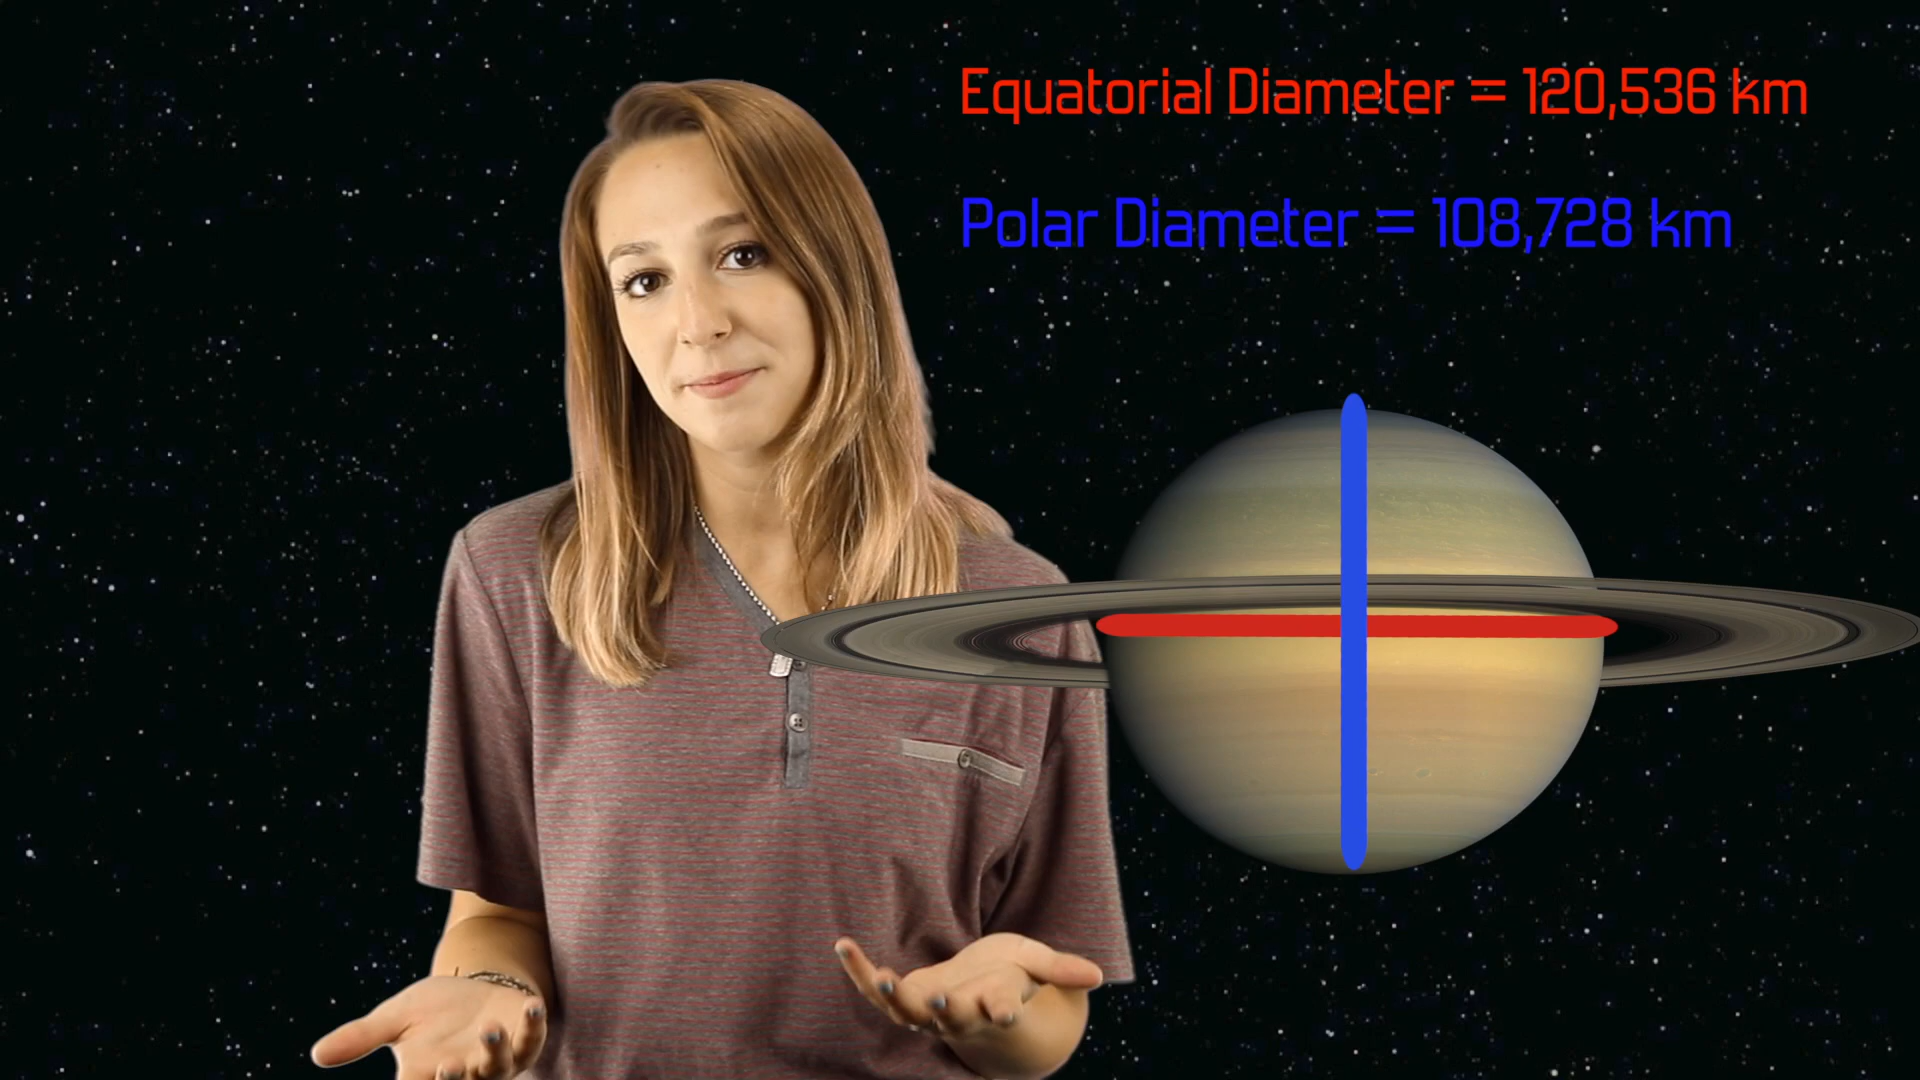 Equatorial Diameter = 120,536 km
Polar Diameter = 108,728 km